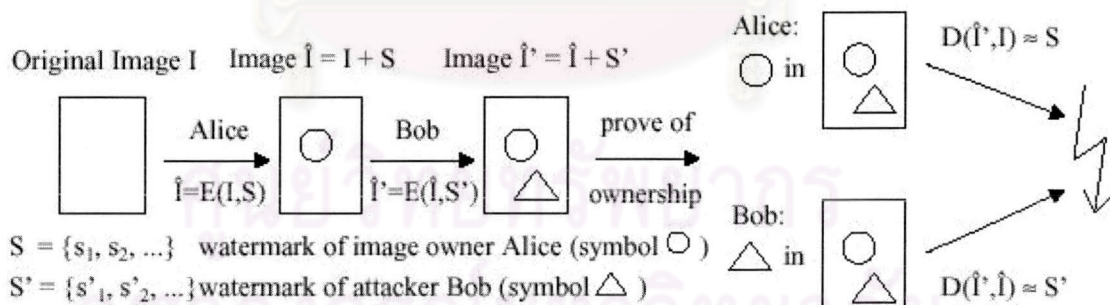 Original Image I    Image Î = I + S    Image Î’ = Î + S’
Alice
Î=E(I,S)
Bob
Î’=E(Î,S’)
prove of
ownership
Alice:
○ in
D(Î’,I) ≈ S
Bob:
△ in
D(Î’,Î) ≈ S’
S = {s₁, s₂, ...}  watermark of image owner Alice (symbol ○ )
S’ = {s’₁, s’₂, ...} watermark of attacker Bob (symbol △ )